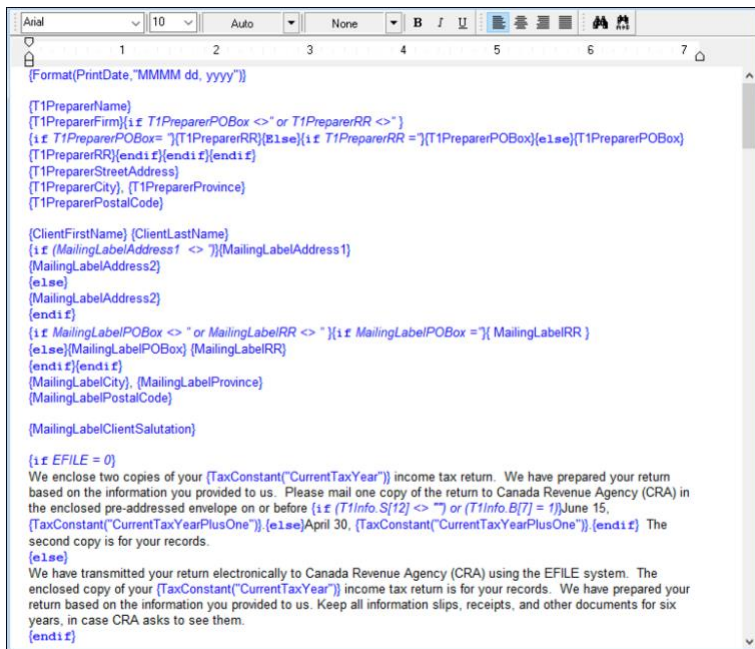 Arial 10 Auto None B I U
1 2 3 4 5 6 7
{Format(PrintDate,"MMMM dd, yyyy")}
{T1PreparerName}
{T1PreparerFirm}{if T1PreparerPOBox <>'' or T1PreparerRR <>'' }
{if T1PreparerPOBox= ''}{T1PreparerRR}{Else}{if T1PreparerRR =''}{T1PreparerPOBox}{else}{T1PreparerPOBox}
{T1PreparerRR}{endif}{endif}{endif}
{T1PreparerStreetAddress}
{T1PreparerCity}, {T1PreparerProvince}
{T1PreparerPostalCode}
{ClientFirstName} {ClientLastName}
{if (MailingLabelAddress1 <> '')}{MailingLabelAddress1}
{MailingLabelAddress2}
{else}
{MailingLabelAddress2}
{endif}
{if MailingLabelPOBox <> '' or MailingLabelRR <> '' }{if MailingLabelPOBox =''}{ MailingLabelRR }
{else}{MailingLabelPOBox} {MailingLabelRR}
{endif}{endif}
{MailingLabelCity}, {MailingLabelProvince}
{MailingLabelPostalCode}
{MailingLabelClientSalutation}
{if EFILE = 0}
We enclose two copies of your {TaxConstant("CurrentTaxYear")} income tax return. We have prepared your return
based on the information you provided to us. Please mail one copy of the return to Canada Revenue Agency (CRA) in
the enclosed pre-addressed envelope on or before {if (T1Info.S[12] <> "") or (T1Info.B[7] = 1)}June 15,
{TaxConstant("CurrentTaxYearPlusOne")}.{else}April 30, {TaxConstant("CurrentTaxYearPlusOne")}.{endif} The
second copy is for your records.
{else}
We have transmitted your return electronically to Canada Revenue Agency (CRA) using the EFILE system. The
enclosed copy of your {TaxConstant("CurrentTaxYear")} income tax return is for your records. We have prepared your
return based on the information you provided to us. Keep all information slips, receipts, and other documents for six
years, in case CRA asks to see them.
{endif}